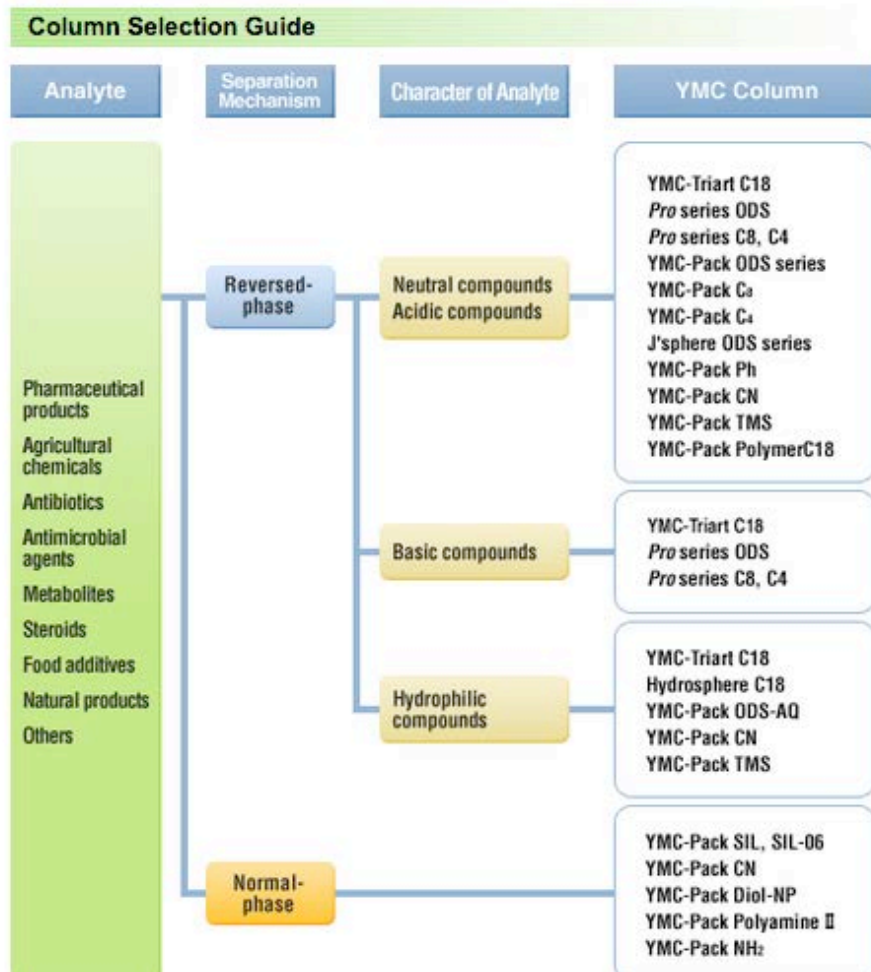 Column Selection Guide
Analyte
Separation
Mechanism
Character of Analyte
YMC Column
Pharmaceutical
products
Agricultural
chemicals
Antibiotics
Antimicrobial
agents
Metabolites
Steroids
Food additives
Natural products
Others
Reversed-
phase
Neutral compounds
Acidic compounds
YMC-Triart C18
Pro series ODS
Pro series C8, C4
YMC-Pack ODS series
YMC-Pack C₈
YMC-Pack C₄
J'sphere ODS series
YMC-Pack Ph
YMC-Pack CN
YMC-Pack TMS
YMC-Pack PolymerC18
Basic compounds
YMC-Triart C18
Pro series ODS
Pro series C8, C4
Hydrophilic
compounds
YMC-Triart C18
Hydrosphere C18
YMC-Pack ODS-AQ
YMC-Pack CN
YMC-Pack TMS
Normal-
phase
YMC-Pack SIL, SIL-06
YMC-Pack CN
YMC-Pack Diol-NP
YMC-Pack Polyamine Ⅱ
YMC-Pack NH₂